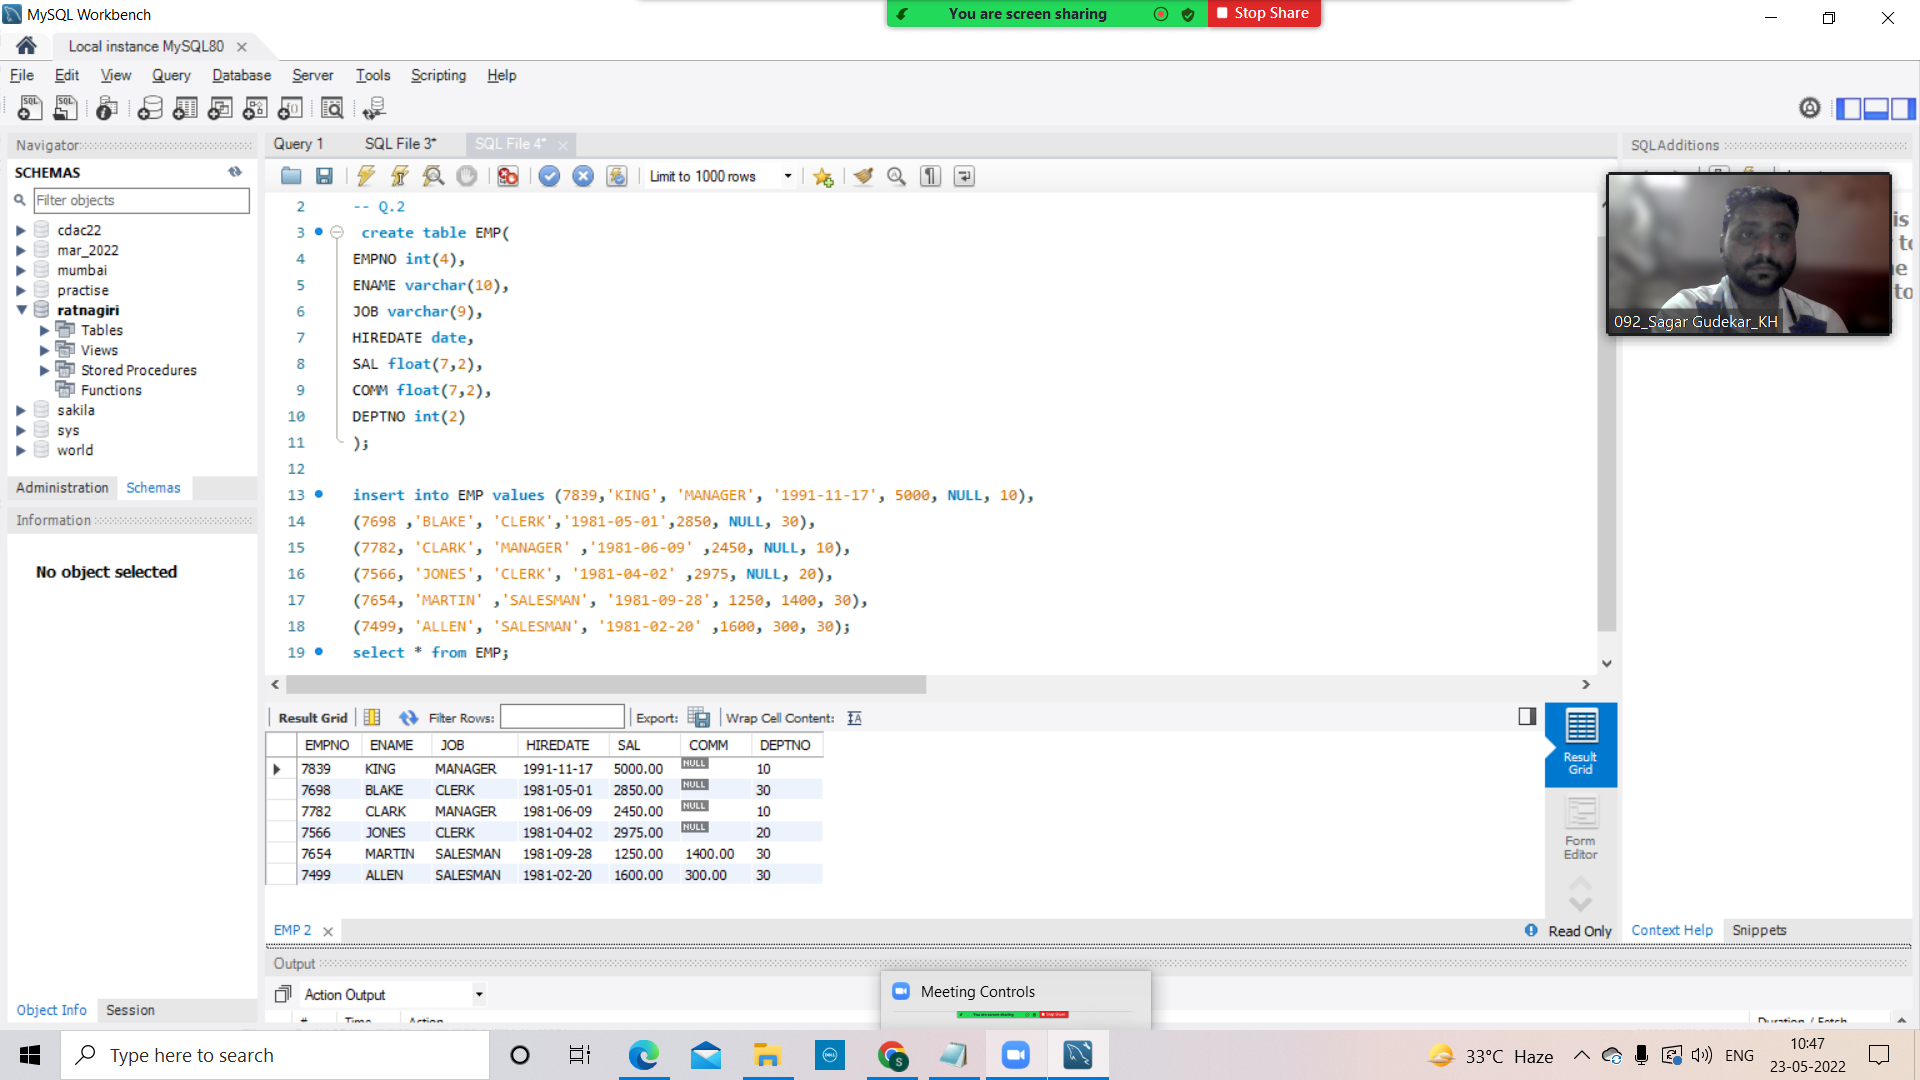 MySQL Workbench
You are screen sharing
Stop Share
Local instance MySQL80
File Edit View Query Database Server Tools Scripting Help
Navigator
SCHEMAS
Filter objects
cdac22
mar_2022
mumbai
practise
ratnagiri
Tables
Views
Stored Procedures
Functions
sakila
sys
world
Administration Schemas
Information
No object selected
Object Info Session
Query 1 SQL File 3* SQL File 4*
Limit to 1000 rows
2 -- Q.2
3 create table EMP(
4 EMPNO int(4),
5 ENAME varchar(10),
6 JOB varchar(9),
7 HIREDATE date,
8 SAL float(7,2),
9 COMM float(7,2),
10 DEPTNO int(2)
11 );
12
13 insert into EMP values (7839,'KING', 'MANAGER', '1991-11-17', 5000, NULL, 10),
14 (7698 ,'BLAKE', 'CLERK','1981-05-01',2850, NULL, 30),
15 (7782, 'CLARK', 'MANAGER' ,'1981-06-09' ,2450, NULL, 10),
16 (7566, 'JONES', 'CLERK', '1981-04-02' ,2975, NULL, 20),
17 (7654, 'MARTIN' ,'SALESMAN', '1981-09-28', 1250, 1400, 30),
18 (7499, 'ALLEN', 'SALESMAN', '1981-02-20' ,1600, 300, 30);
19 select * from EMP;
Result Grid Filter Rows: Export: Wrap Cell Content:
EMPNO ENAME JOB HIREDATE SAL COMM DEPTNO
7839 KING MANAGER 1991-11-17 5000.00 NULL 10
7698 BLAKE CLERK 1981-05-01 2850.00 NULL 30
7782 CLARK MANAGER 1981-06-09 2450.00 NULL 10
7566 JONES CLERK 1981-04-02 2975.00 NULL 20
7654 MARTIN SALESMAN 1981-09-28 1250.00 1400.00 30
7499 ALLEN SALESMAN 1981-02-20 1600.00 300.00 30
Result
Grid
Form
Editor
EMP 2
Read Only
Output
Action Output
# Time Action
Duration / Fetch
SQLAdditions
is
to
092_Sagar Gudekar_KH
Context Help Snippets
Meeting Controls
You are screen sharing Stop Share
Type here to search
DELL
S
33°C Haze
ENG
10:47
23-05-2022